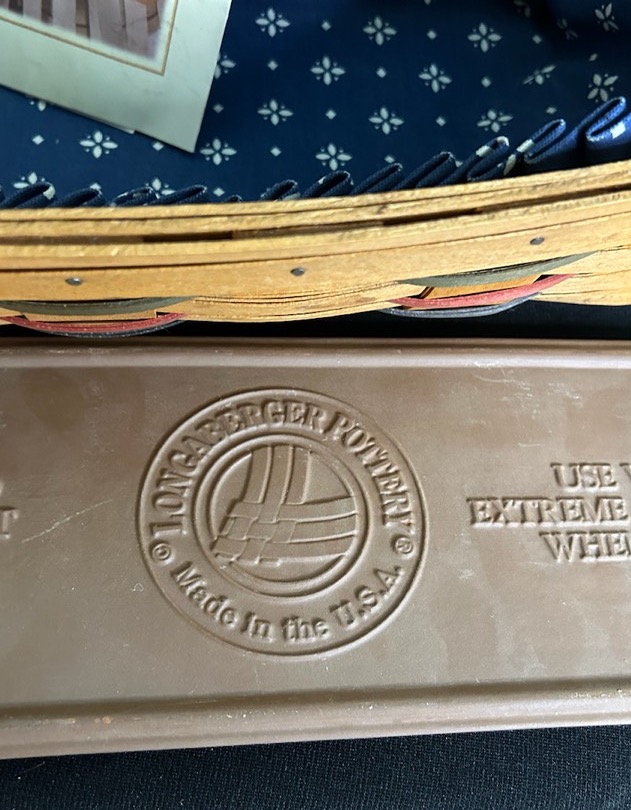 LONGABERGER POTTERY
© Made in the U.S.A. ®
T
USE
EXTREME
WHE